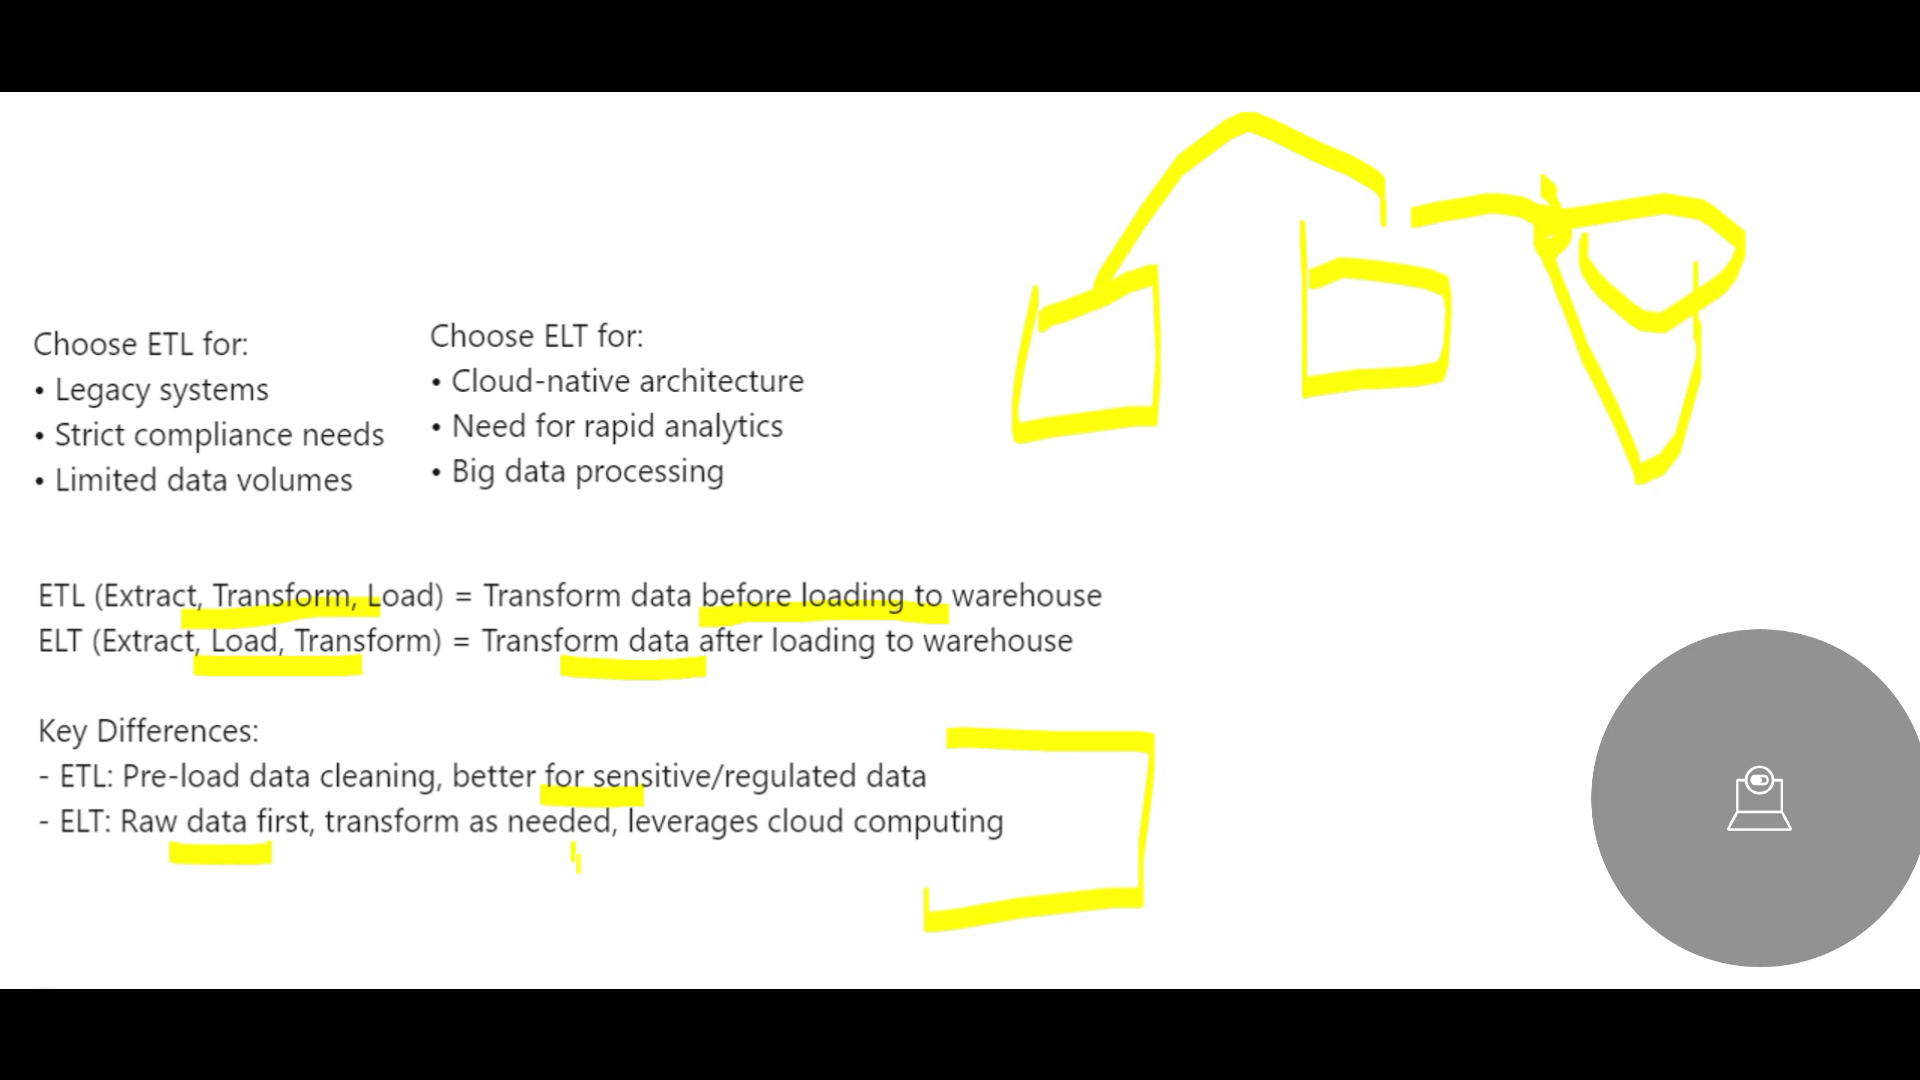 Choose ETL for:
• Legacy systems
• Strict compliance needs
• Limited data volumes
Choose ELT for:
• Cloud-native architecture
• Need for rapid analytics
• Big data processing
ETL (Extract, Transform, Load) = Transform data before loading to warehouse
ELT (Extract, Load, Transform) = Transform data after loading to warehouse
Key Differences:
- ETL: Pre-load data cleaning, better for sensitive/regulated data
- ELT: Raw data first, transform as needed, leverages cloud computing